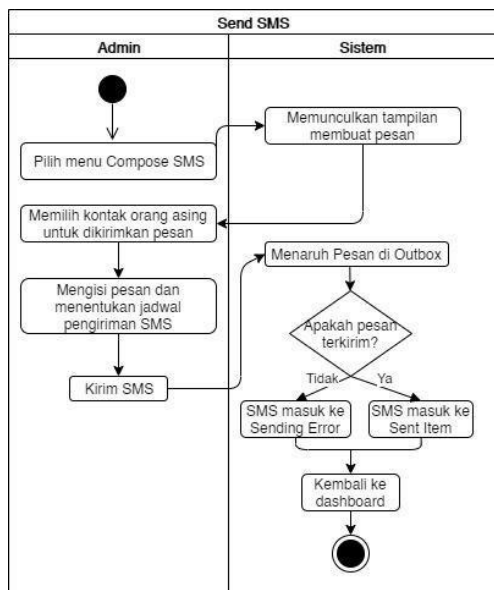 Send SMS
Admin
Sistem
Pilih menu Compose SMS
Memunculkan tampilan
membuat pesan
Memilih kontak orang asing
untuk dikirimkan pesan
Mengisi pesan dan
menentukan jadwal
pengiriman SMS
Kirim SMS
Menaruh Pesan di Outbox
Apakah pesan
terkirim?
Tidak
Ya
SMS masuk ke
Sending Error
SMS masuk ke
Sent Item
Kembali ke
dashboard